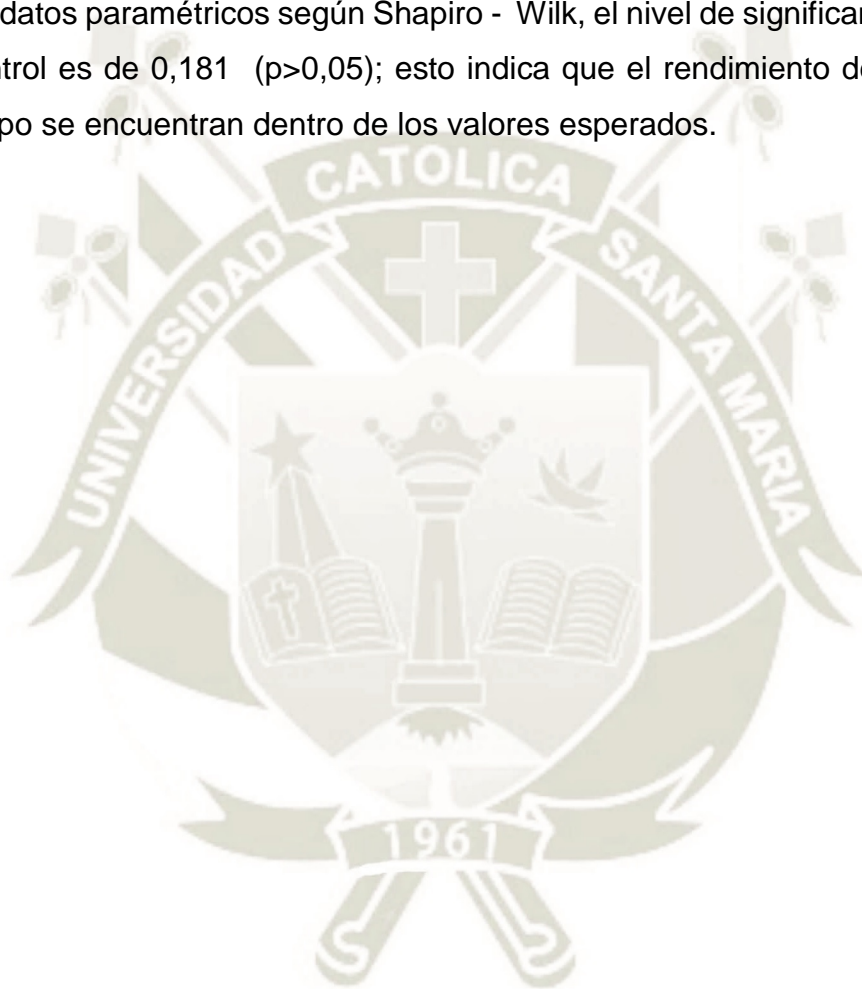 datos paramétricos según Shapiro - Wilk, el nivel de significan
ntrol es de 0,181 (p>0,05); esto indica que el rendimiento de
po se encuentran dentro de los valores esperados.
UNIVERSIDAD CATOLICA SANTA MARIA
1961